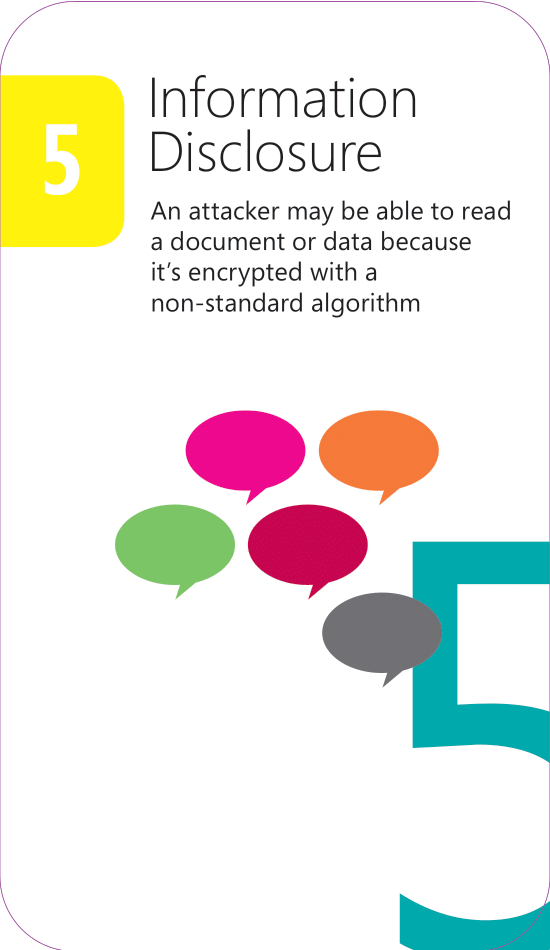 5
Information
Disclosure
An attacker may be able to read
a document or data because
it’s encrypted with a
non-standard algorithm
5